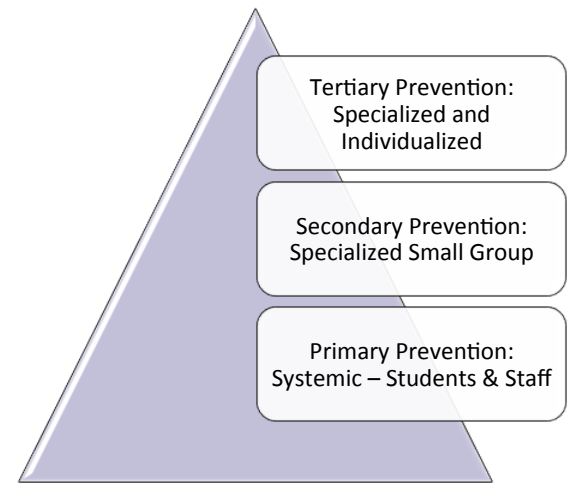 Tertiary Prevention:
Specialized and
Individualized
Secondary Prevention:
Specialized Small Group
Primary Prevention:
Systemic – Students & Staff